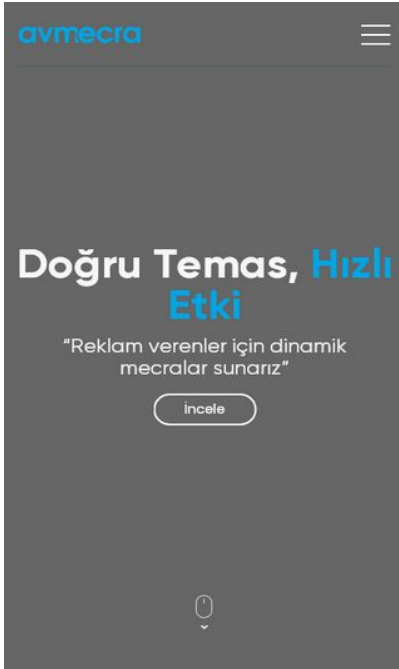 avmecra
Doğru Temas, Hızlı
Etki
“Reklam verenler için dinamik
mecralar sunarız”
İncele